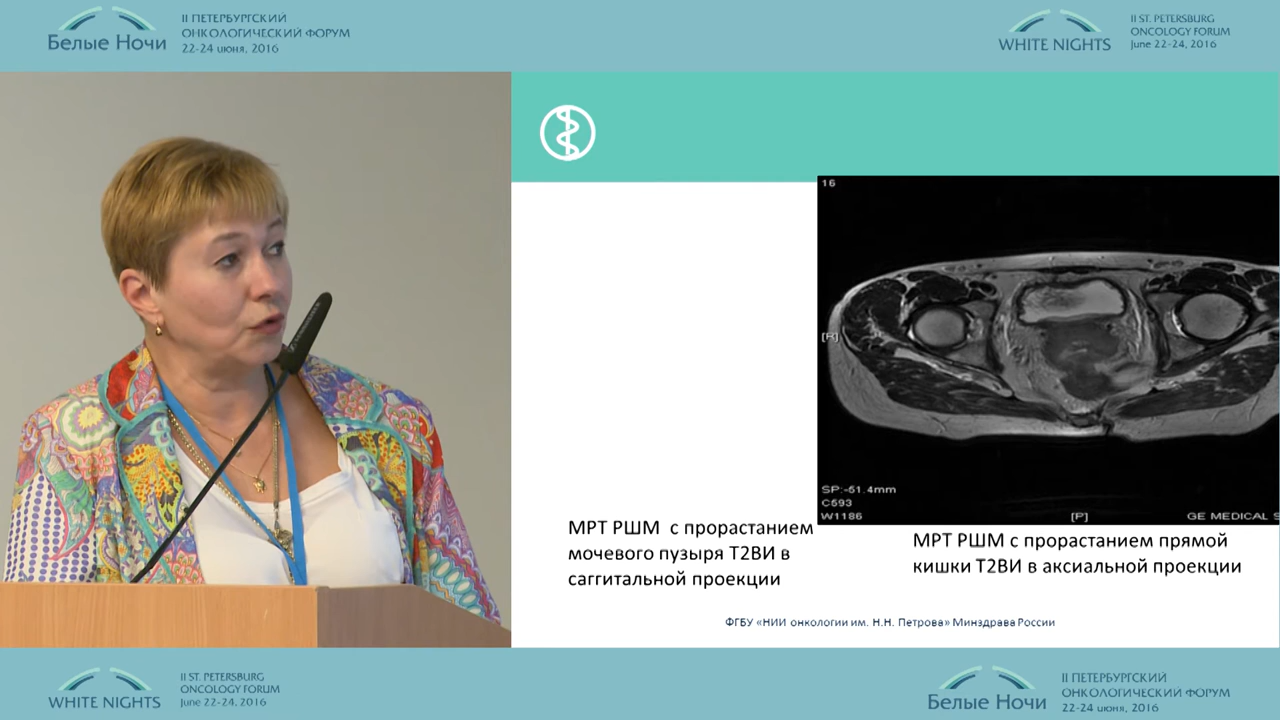 II ПЕТЕРБУРГСКИЙ
ОНКОЛОГИЧЕСКИЙ ФОРУМ
Белые Ночи
22-24 июня, 2016
II ST. PETERSBURG
ONCOLOGY FORUM
WHITE NIGHTS
June 22-24, 2016
16
[R]
SP:-51.4mm
C593
W1186
[P]
GE MEDICAL S
МРТ РШМ с прорастанием
мочевого пузыря Т2ВИ в
саггитальной проекции
МРТ РШМ с прорастанием прямой
кишки Т2ВИ в аксиальной проекции
ФГБУ «НИИ онкологии им. Н.Н. Петрова» Минздрава России
II ST. PETERSBURG
ONCOLOGY FORUM
WHITE NIGHTS
June 22-24, 2016
II ПЕТЕРБУРГСКИЙ
ОНКОЛОГИЧЕСКИЙ ФОРУМ
Белые Ночи
22-24 июня, 2016